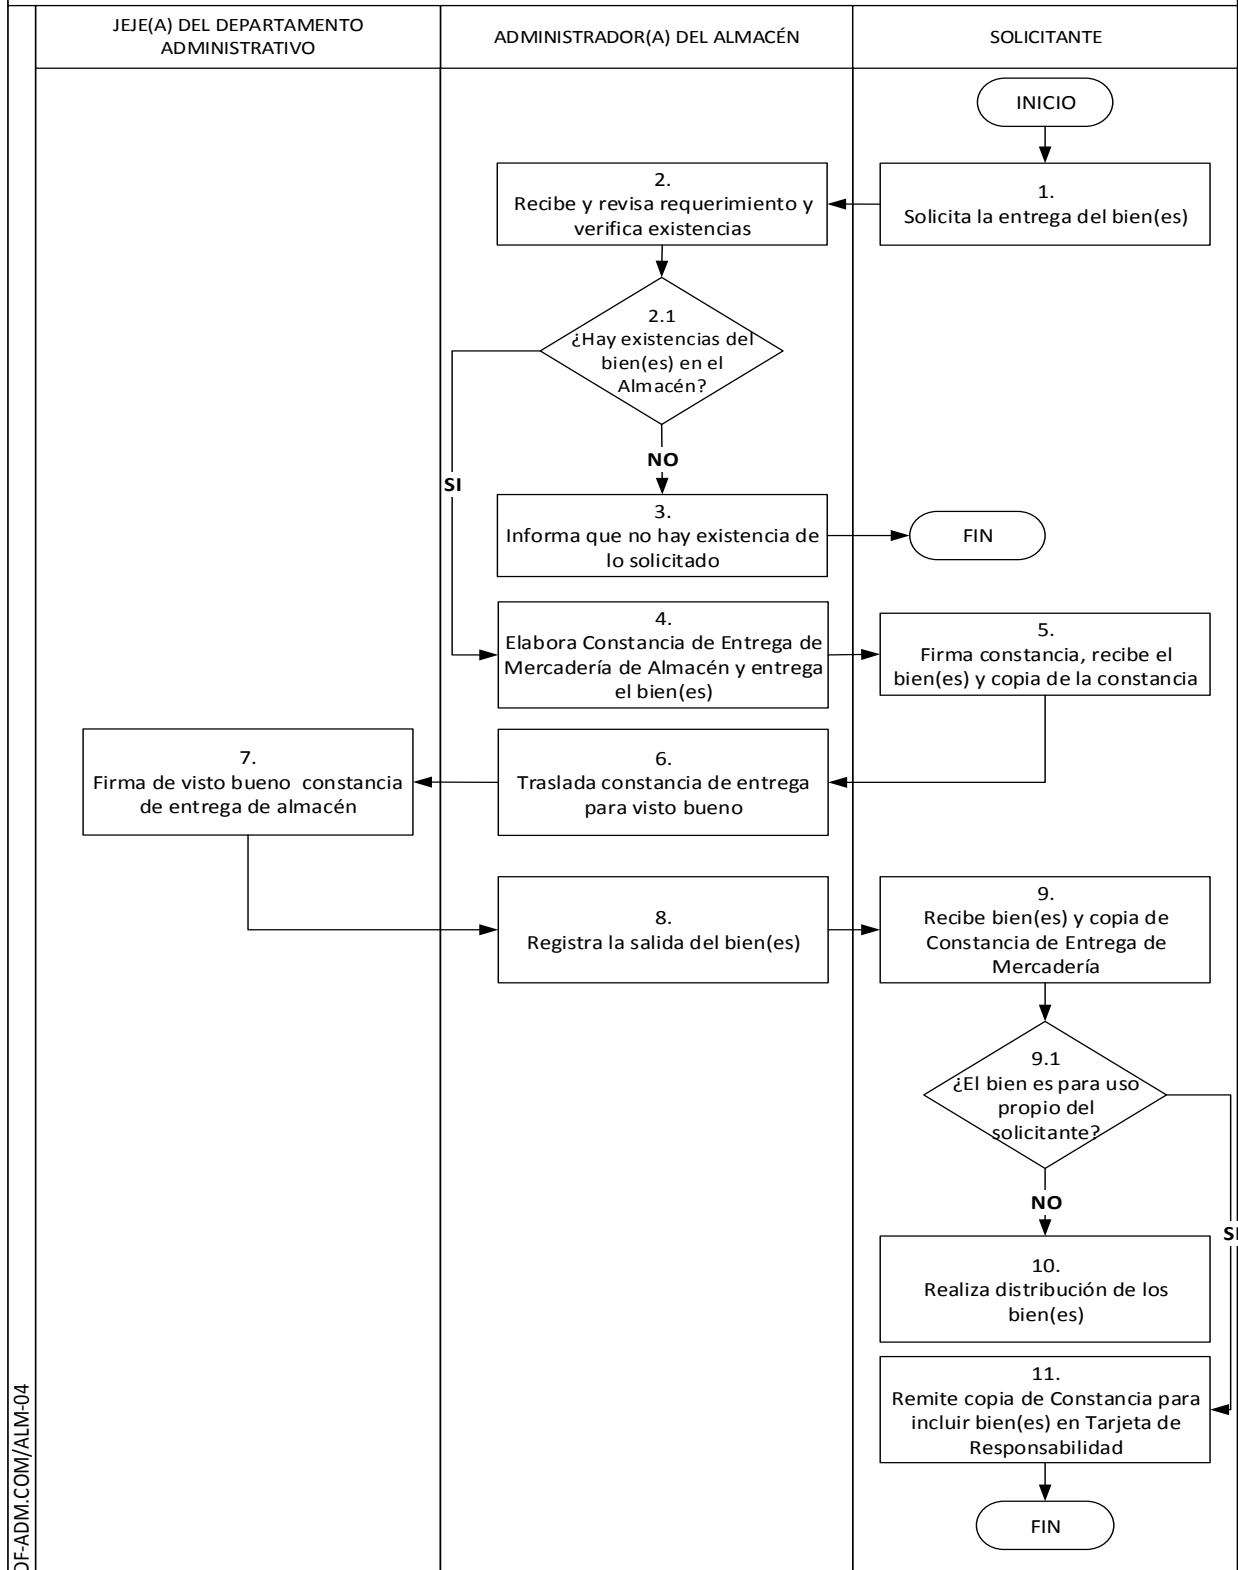 JEJE(A) DEL DEPARTAMENTO
ADMINISTRATIVO
ADMINISTRADOR(A) DEL ALMACÉN
SOLICITANTE
INICIO
1.
Solicita la entrega del bien(es)
2.
Recibe y revisa requerimiento y
verifica existencias
2.1
¿Hay existencias del
bien(es) en el
Almacén?
NO
SI
3.
Informa que no hay existencia de
lo solicitado
FIN
4.
Elabora Constancia de Entrega de
Mercadería de Almacén y entrega
el bien(es)
5.
Firma constancia, recibe el
bien(es) y copia de la constancia
6.
Traslada constancia de entrega
para visto bueno
7.
Firma de visto bueno constancia
de entrega de almacén
8.
Registra la salida del bien(es)
9.
Recibe bien(es) y copia de
Constancia de Entrega de
Mercadería
9.1
¿El bien es para uso
propio del
solicitante?
NO
SI
10.
Realiza distribución de los
bien(es)
11.
Remite copia de Constancia para
incluir bien(es) en Tarjeta de
Responsabilidad
FIN
DF-ADM.COM/ALM-04